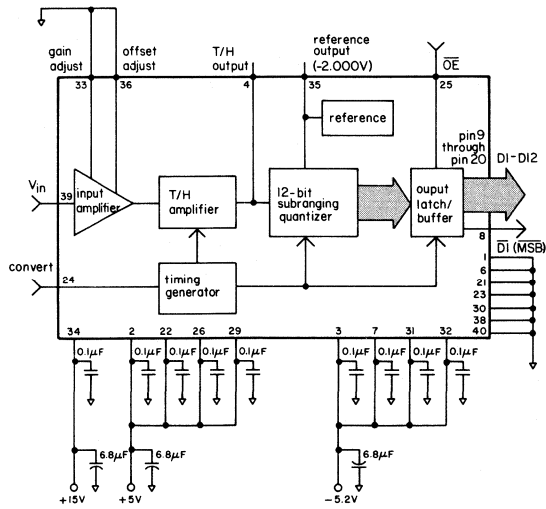 gain adjust
33
offset adjust
36
T/H output
4
reference output (-2.000V)
35
OE
25
reference
pin 9 through pin 20
D1-D12
Vin
39
input amplifier
T/H amplifier
12-bit subranging quantizer
ouput latch/ buffer
8
D1 (MSB)
convert
24
timing generator
1
6
21
23
30
38
40
34
2
22
26
29
3
7
31
32
0.1µF
0.1µF
0.1µF
0.1µF
0.1µF
0.1µF
0.1µF
0.1µF
0.1µF
6.8µF
6.8µF
6.8µF
+15V
+5V
-5.2V